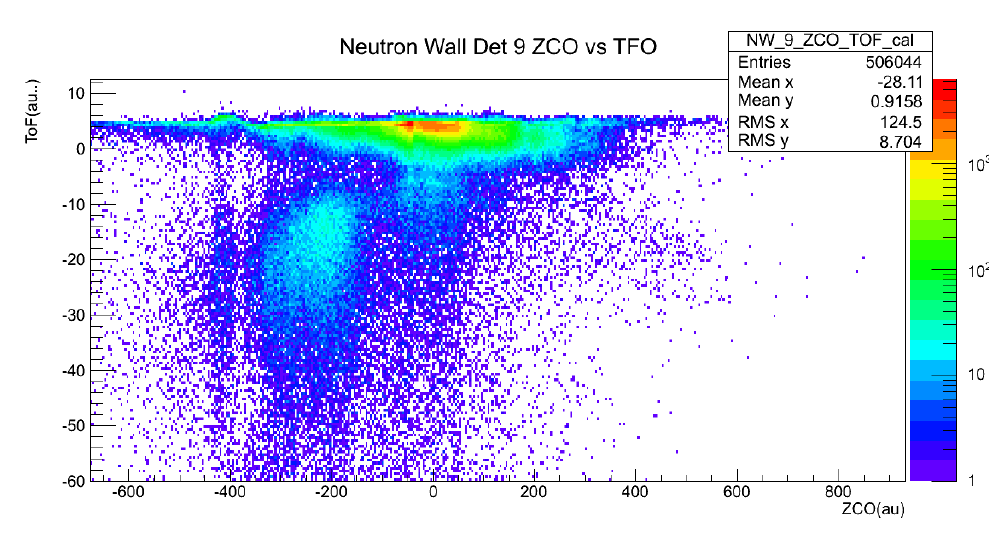 Neutron Wall Det 9 ZCO vs TFO
NW_9_ZCO_TOF_cal
Entries 506044
Mean x -28.11
Mean y 0.9158
RMS x 124.5
RMS y 8.704
ToF(au..)
10
0
-10
-20
-30
-40
-50
-60
-600 -400 -200 0 200 400 600 800
ZCO(au)
10³
10²
10
1